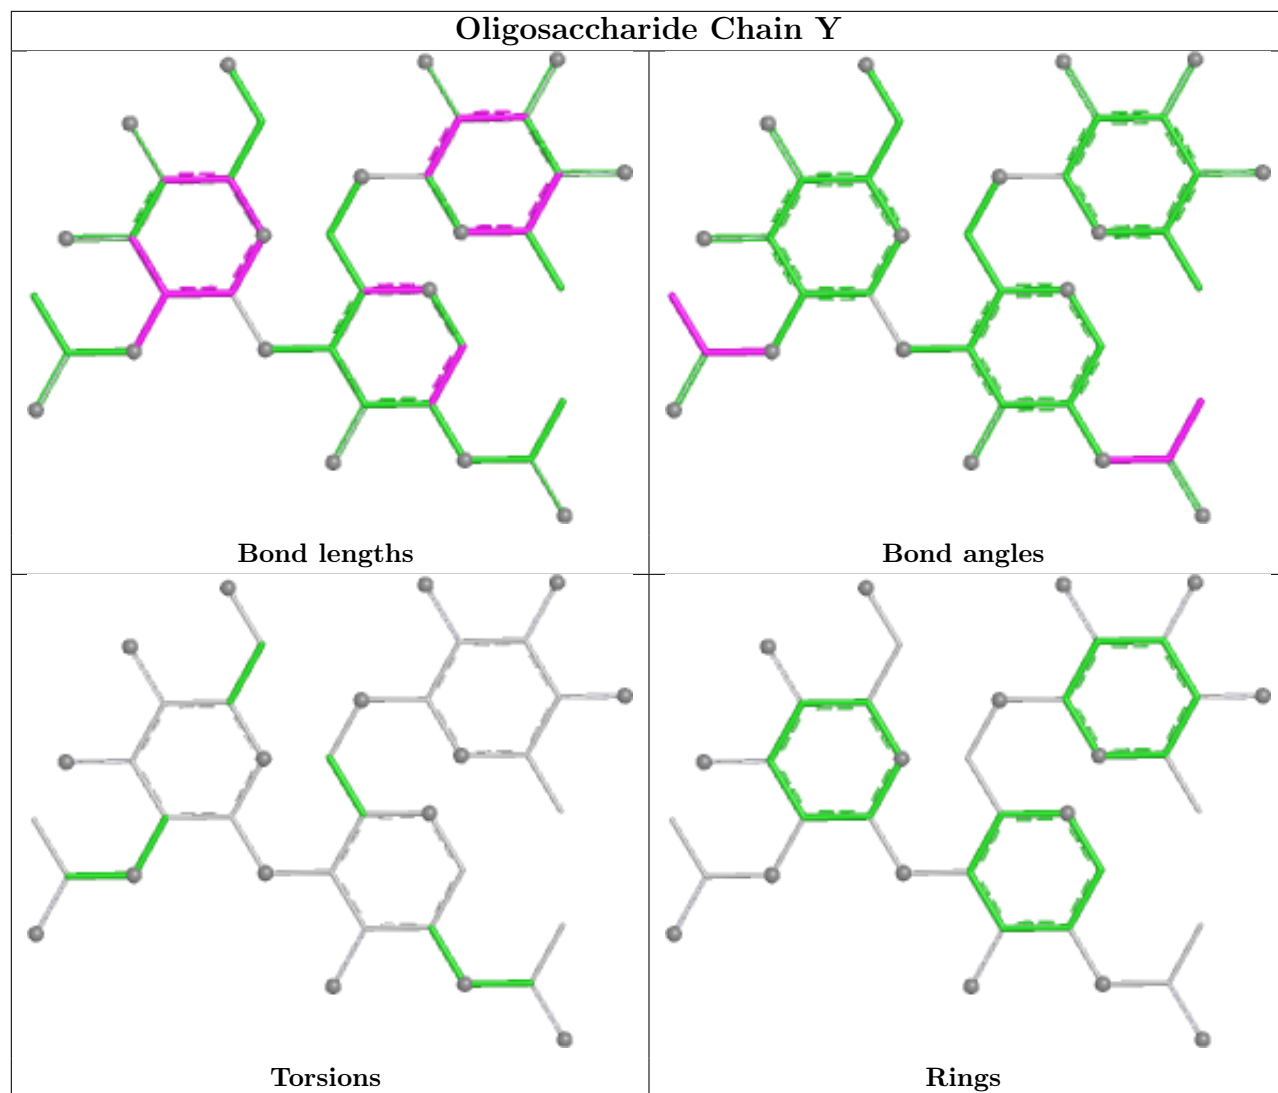 Oligosaccharide Chain Y
Bond lengths
Bond angles
Torsions
Rings